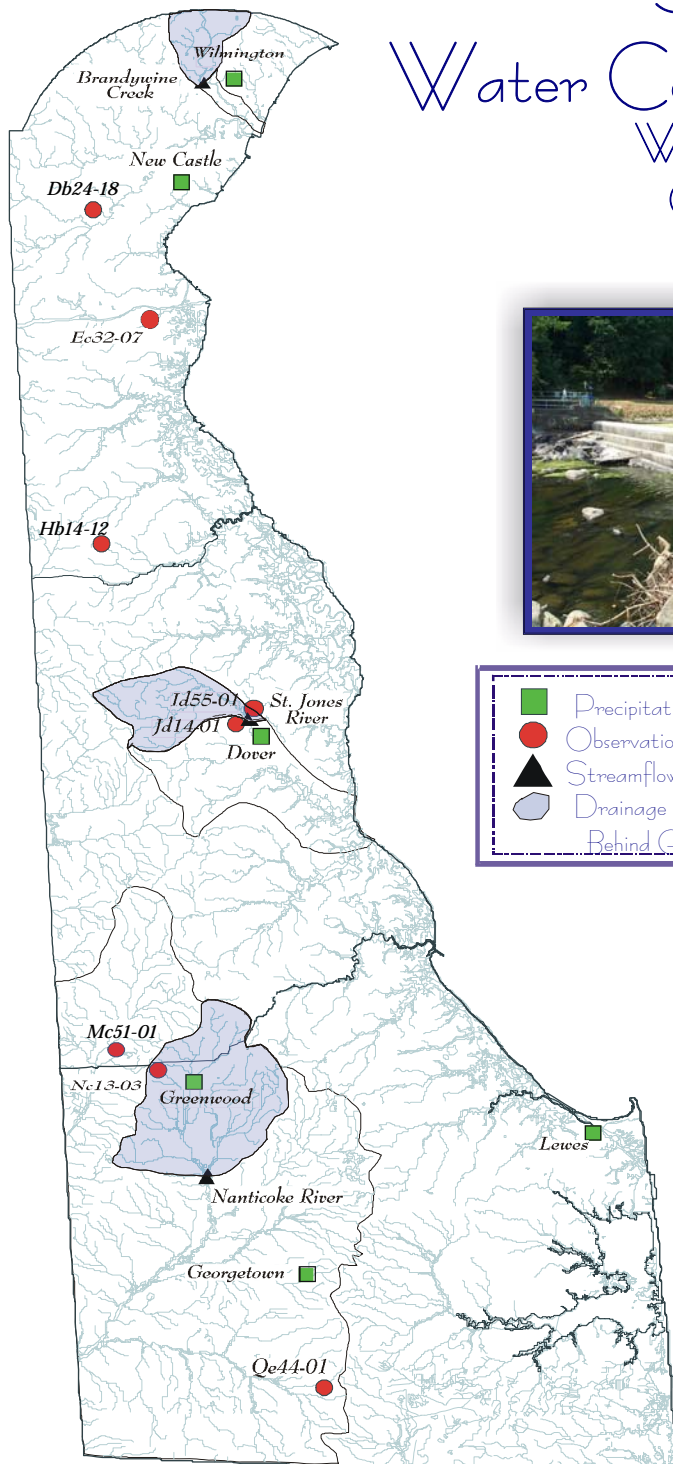 Water
Wilmington
Brandywine
Creek
New Castle
Db24-18
Ec32-07
Hb14-12
Id55-01
St. Jones
River
Jd14-01
Dover
Precipitat
Observatio
Streamflow
Drainage
Behind G
Mc51-01
Nc13-03
Greenwood
Lewes
Nanticoke River
Georgetown
Qe44-01